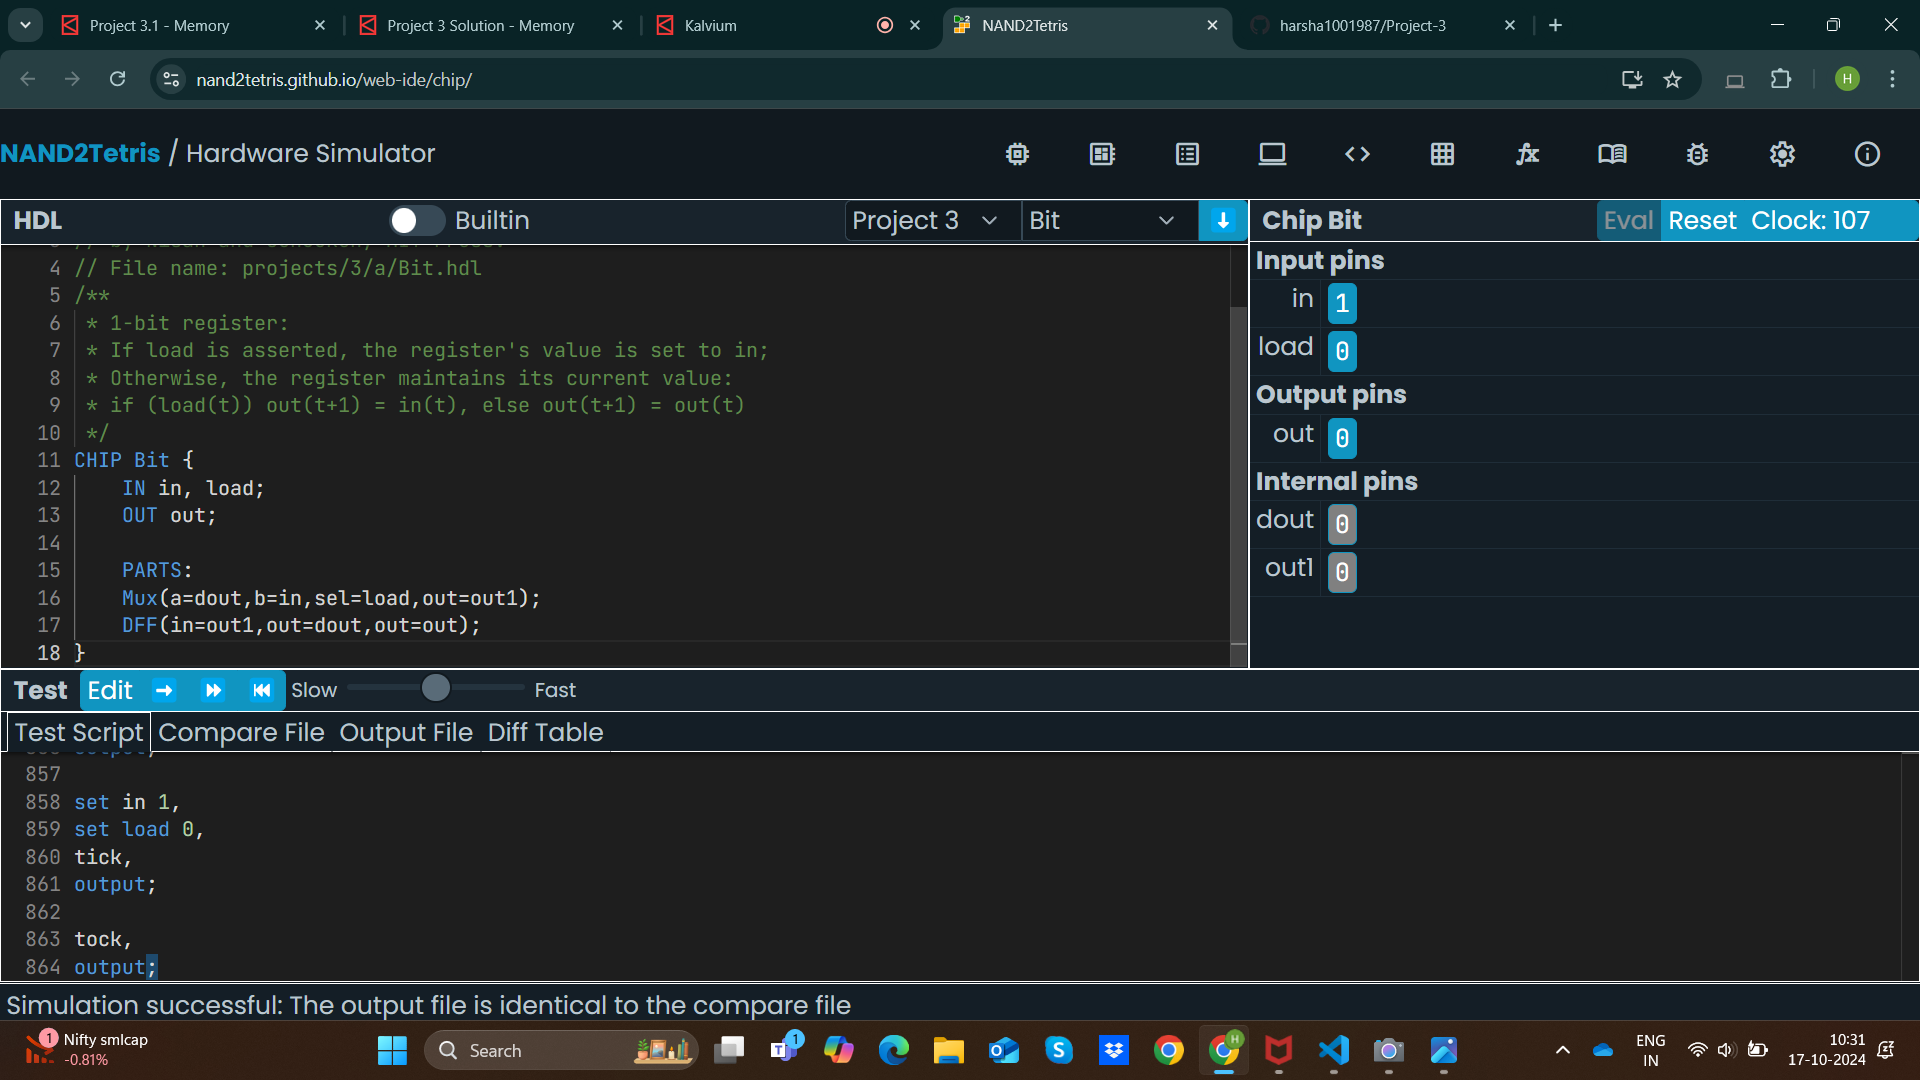 Project 3.1 - Memory
Project 3 Solution - Memory
Kalvium
NAND2Tetris
harsha1001987/Project-3
nand2tetris.github.io/web-ide/chip/
H
NAND2Tetris / Hardware Simulator
HDL
Builtin
Project 3
Bit
4 // File name: projects/3/a/Bit.hdl
5 /**
6 * 1-bit register:
7 * If load is asserted, the register's value is set to in;
8 * Otherwise, the register maintains its current value:
9 * if (load(t)) out(t+1) = in(t), else out(t+1) = out(t)
10 */
11 CHIP Bit {
12 IN in, load;
13 OUT out;
14
15 PARTS:
16 Mux(a=dout,b=in,sel=load,out=out1);
17 DFF(in=out1,out=dout,out=out);
18 }
Chip Bit
Eval Reset Clock: 107
Input pins
in 1
load 0
Output pins
out 0
Internal pins
dout 0
out1 0
Test Edit Slow Fast
Test Script Compare File Output File Diff Table
857
858 set in 1,
859 set load 0,
860 tick,
861 output;
862
863 tock,
864 output;
Simulation successful: The output file is identical to the compare file
1
Nifty smlcap
-0.81%
Search
1
ENG
IN
10:31
17-10-2024